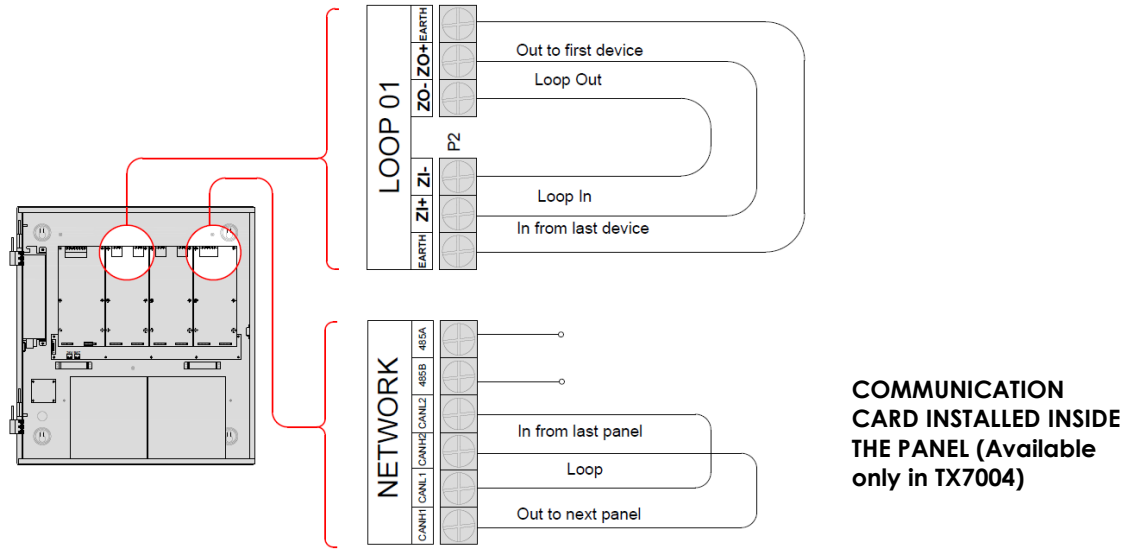 EARTH
ZO+
ZO-
LOOP 01
P2
ZI-
ZI+
EARTH
Out to first device
Loop Out
Loop In
In from last device
NETWORK
485A
485B
CANL2
CANH2
CANL1
CANH1
In from last panel
Loop
Out to next panel
COMMUNICATION
CARD INSTALLED INSIDE
THE PANEL (Available
only in TX7004)